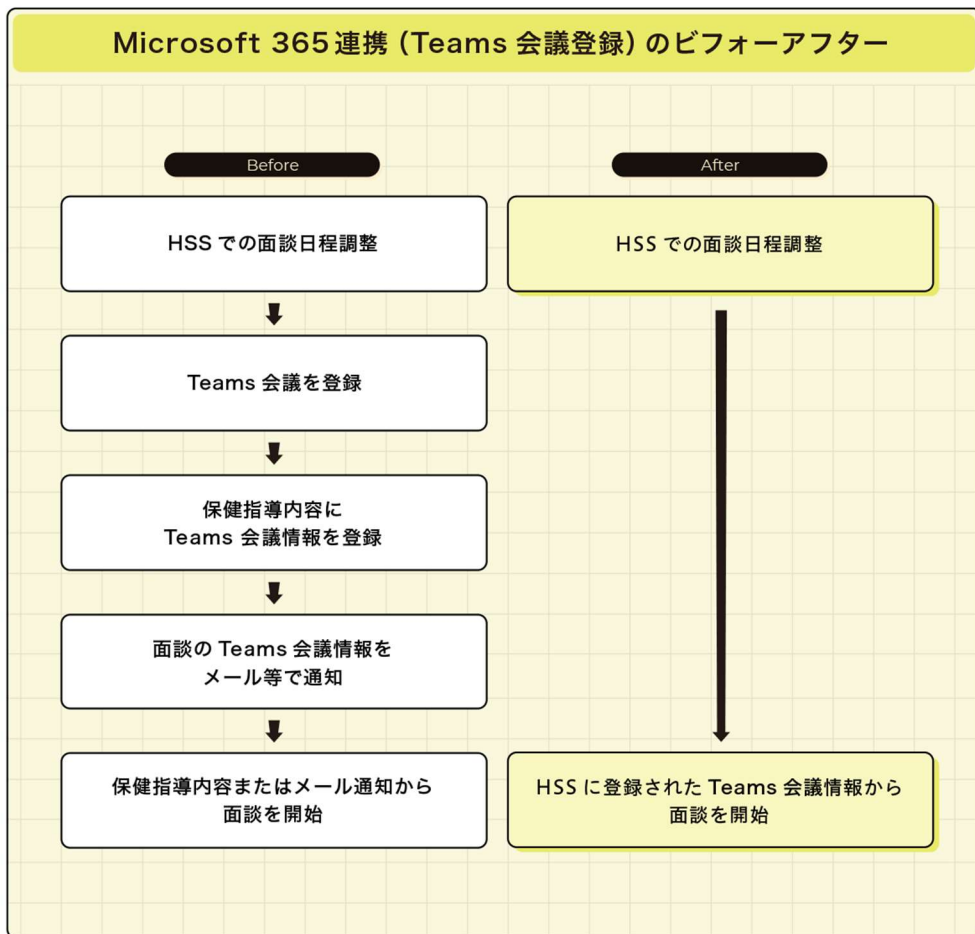 Microsoft 365連携（Teams 会議登録）のビフォーアフター
Before
HSS での面談日程調整
Teams 会議を登録
保健指導内容に
Teams 会議情報を登録
面談の Teams 会議情報を
メール等で通知
保健指導内容またはメール通知から
面談を開始
After
HSS での面談日程調整
HSS に登録された Teams 会議情報から
面談を開始